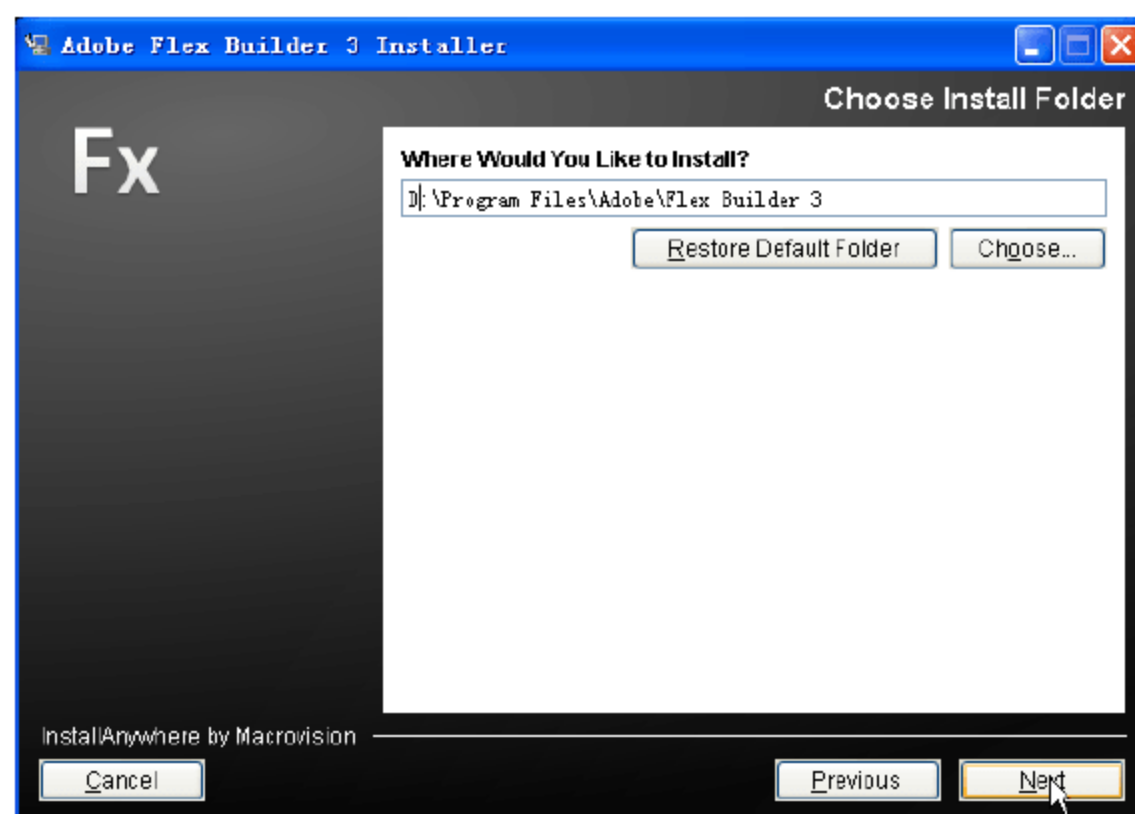 Adobe Flex Builder 3 Installer
Choose Install Folder
Fx
Where Would You Like to Install?
D:\Program Files\Adobe\Flex Builder 3
Restore Default Folder Choose...
InstallAnywhere by Macrovision
Cancel Previous Next